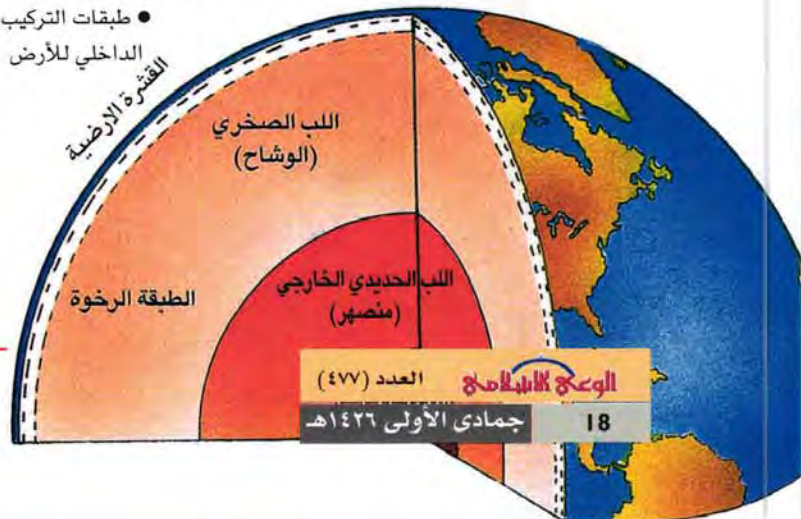 ● طبقات التركيب
الداخلي للأرض
القشرة الارضية
اللب الصخري
(الوشاح)
الطبقة الرخوة
اللب الحديدي الخارجي
(منصهر)
الوعي الإسلامي
العدد (٤٧٧)
18
جمادى الأولى ١٤٢٦هـ